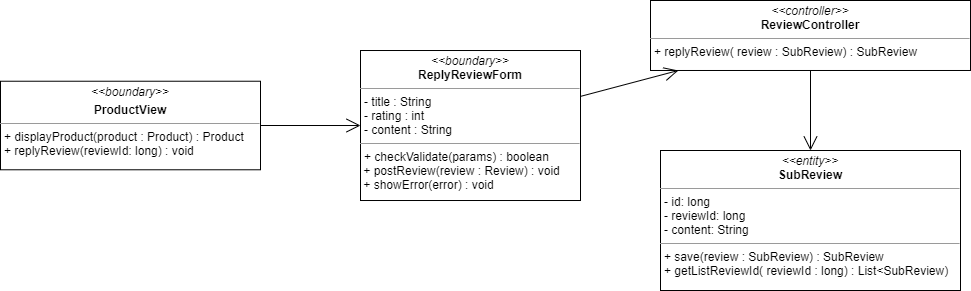 <<boundary>>
ProductView
+ displayProduct(product : Product) : Product
+ replyReview(reviewId: long) : void
<<boundary>>
ReplyReviewForm
- title : String
- rating : int
- content : String
+ checkValidate(params) : boolean
+ postReview(review : Review) : void
+ showError(error) : void
<<controller>>
ReviewController
+ replyReview( review : SubReview) : SubReview
<<entity>>
SubReview
- id: long
- reviewId: long
- content: String
+ save(review : SubReview) : SubReview
+ getListReviewId( reviewId : long) : List<SubReview)